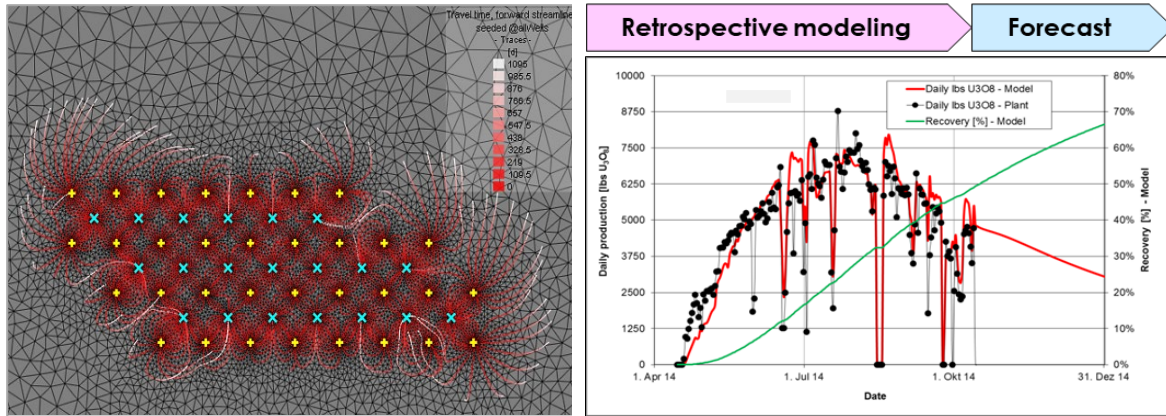 Travel time, forward streamline
seeded @allWells
- Traces -
[d]
1095
985.5
876
766.5
657
547.5
438
328.5
219
109.5
0
Retrospective modeling
Forecast
10000
8750
7500
6250
5000
3750
2500
1250
0
Daily production [lbs U₃O₈]
Daily lbs U3O8 - Model
Daily lbs U3O8 - Plant
Recovery [%] - Model
80%
70%
60%
50%
40%
30%
20%
10%
0%
Recovery [%] - Model
1. Apr 14
1. Jul 14
1. Okt 14
31. Dez 14
Date